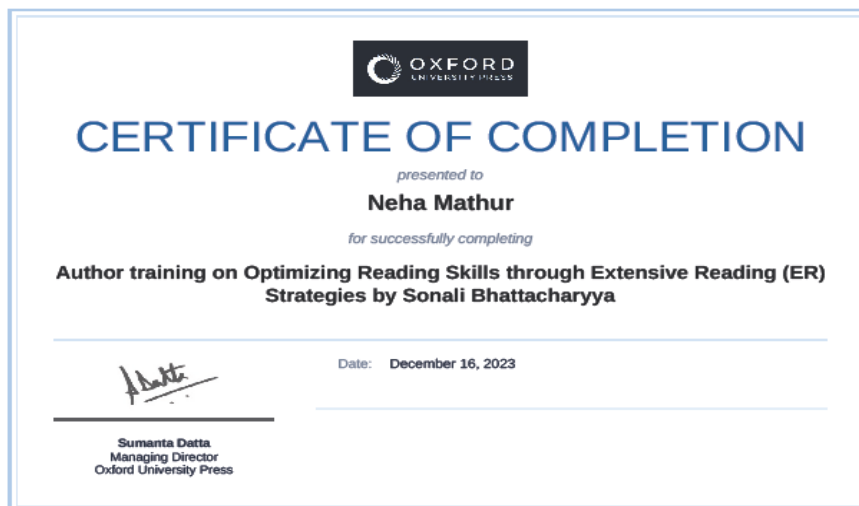 OXFORD
UNIVERSITY PRESS
CERTIFICATE OF COMPLETION
presented to
Neha Mathur
for successfully completing
Author training on Optimizing Reading Skills through Extensive Reading (ER)
Strategies by Sonali Bhattacharyya
Date: December 16, 2023
SDatta
Sumanta Datta
Managing Director
Oxford University Press